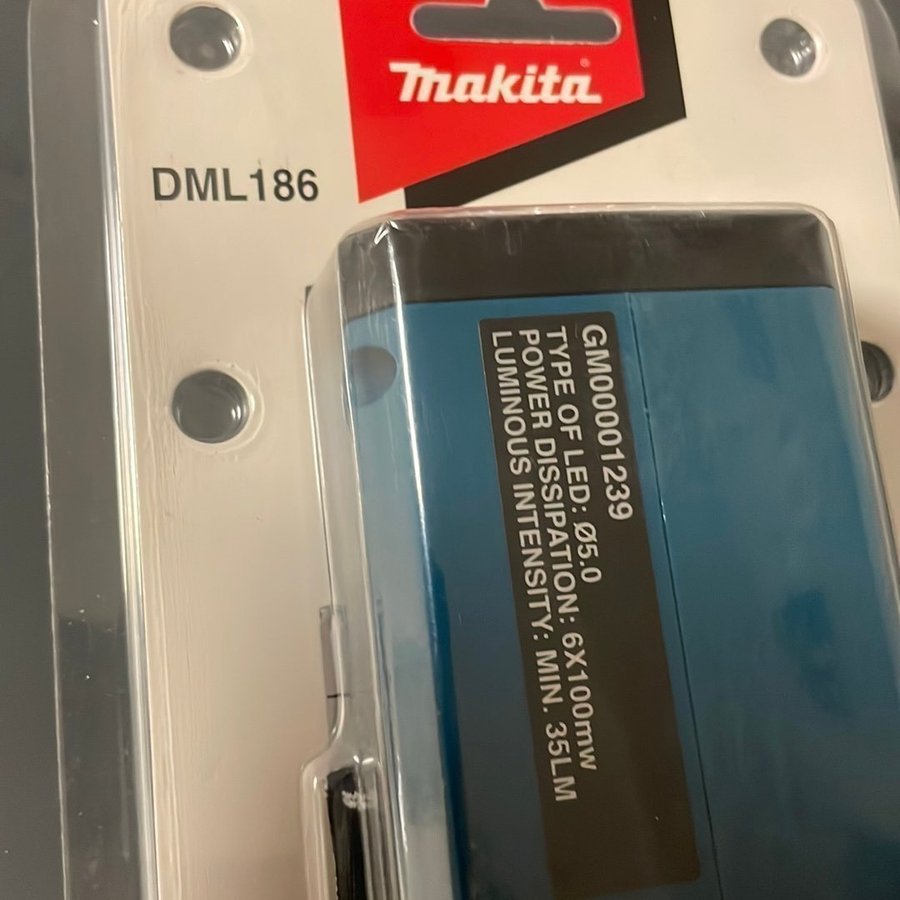 makita
DML186
GM00001239
TYPE OF LED: Ø5.0
POWER DISSIPATION: 6X100mw
LUMINOUS INTENSITY: MIN. 35LM